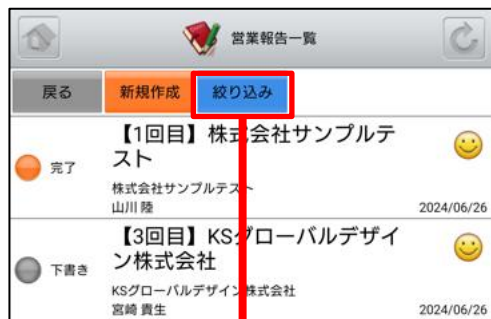 営業報告一覧
戻る 新規作成 絞り込み
【1回目】株式会社サンプルテ
スト
完了
株式会社サンプルテスト
山川 陸 2024/06/26
【3回目】KSグローバルデザイ
ン株式会社
下書き
KSグローバルデザイン株式会社
宮崎 貴生 2024/06/26